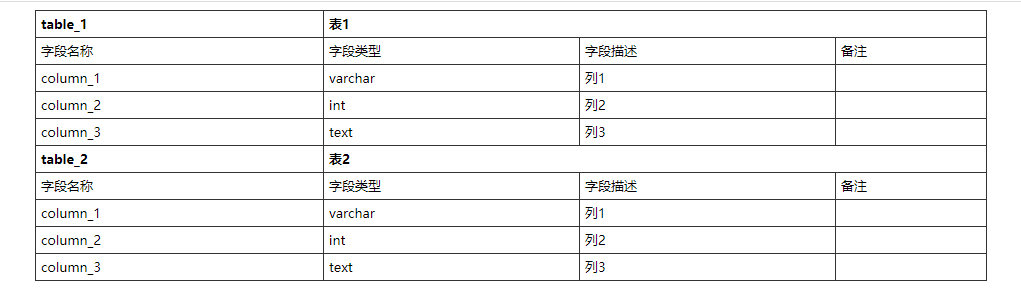 table_1 表1
字段名称 字段类型 字段描述 备注
column_1 varchar 列1
column_2 int 列2
column_3 text 列3
table_2 表2
字段名称 字段类型 字段描述 备注
column_1 varchar 列1
column_2 int 列2
column_3 text 列3